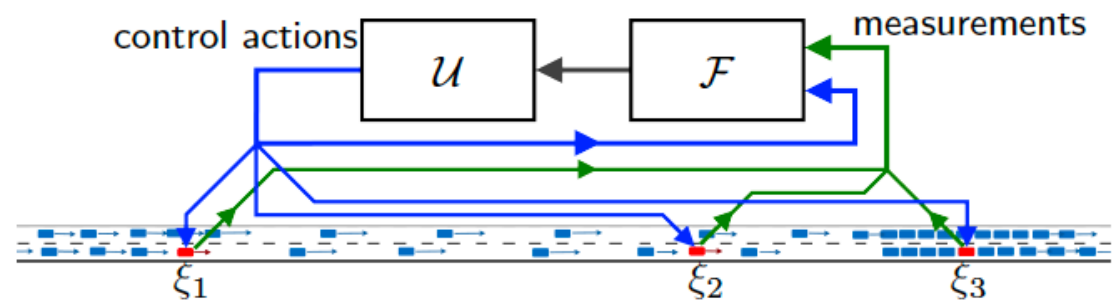 control actions
measurements
𝒰
ℱ
ξ1
ξ2
ξ3